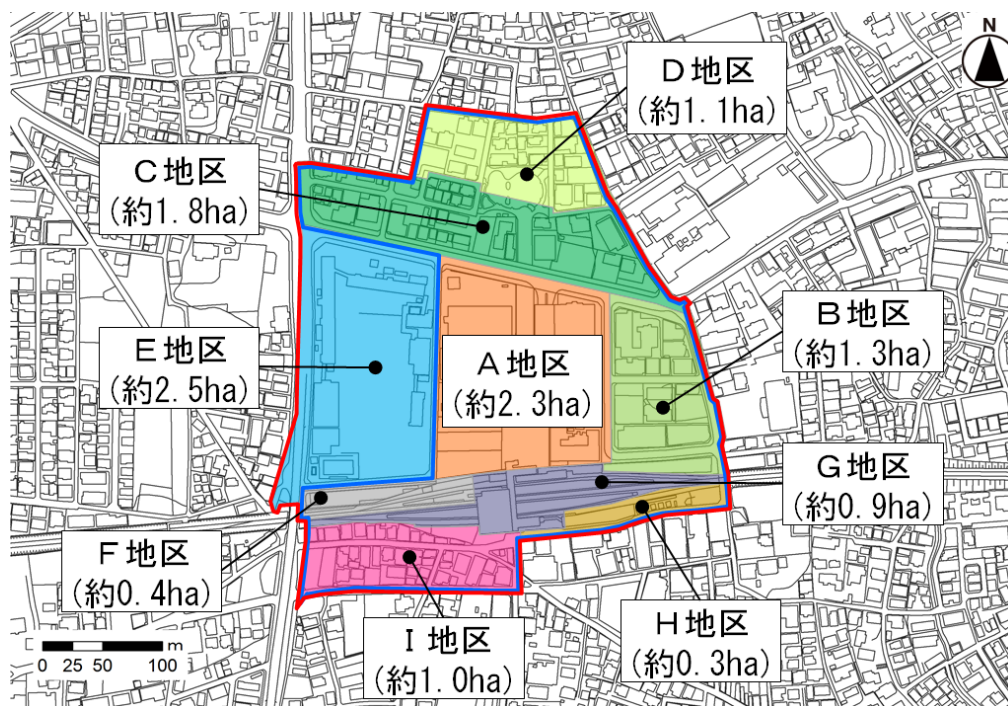 N
D地区
(約1.1ha)
C地区
(約1.8ha)
B地区
(約1.3ha)
E地区
(約2.5ha)
A地区
(約2.3ha)
G地区
(約0.9ha)
F地区
(約0.4ha)
I地区
(約1.0ha)
H地区
(約0.3ha)
m
0 25 50 100